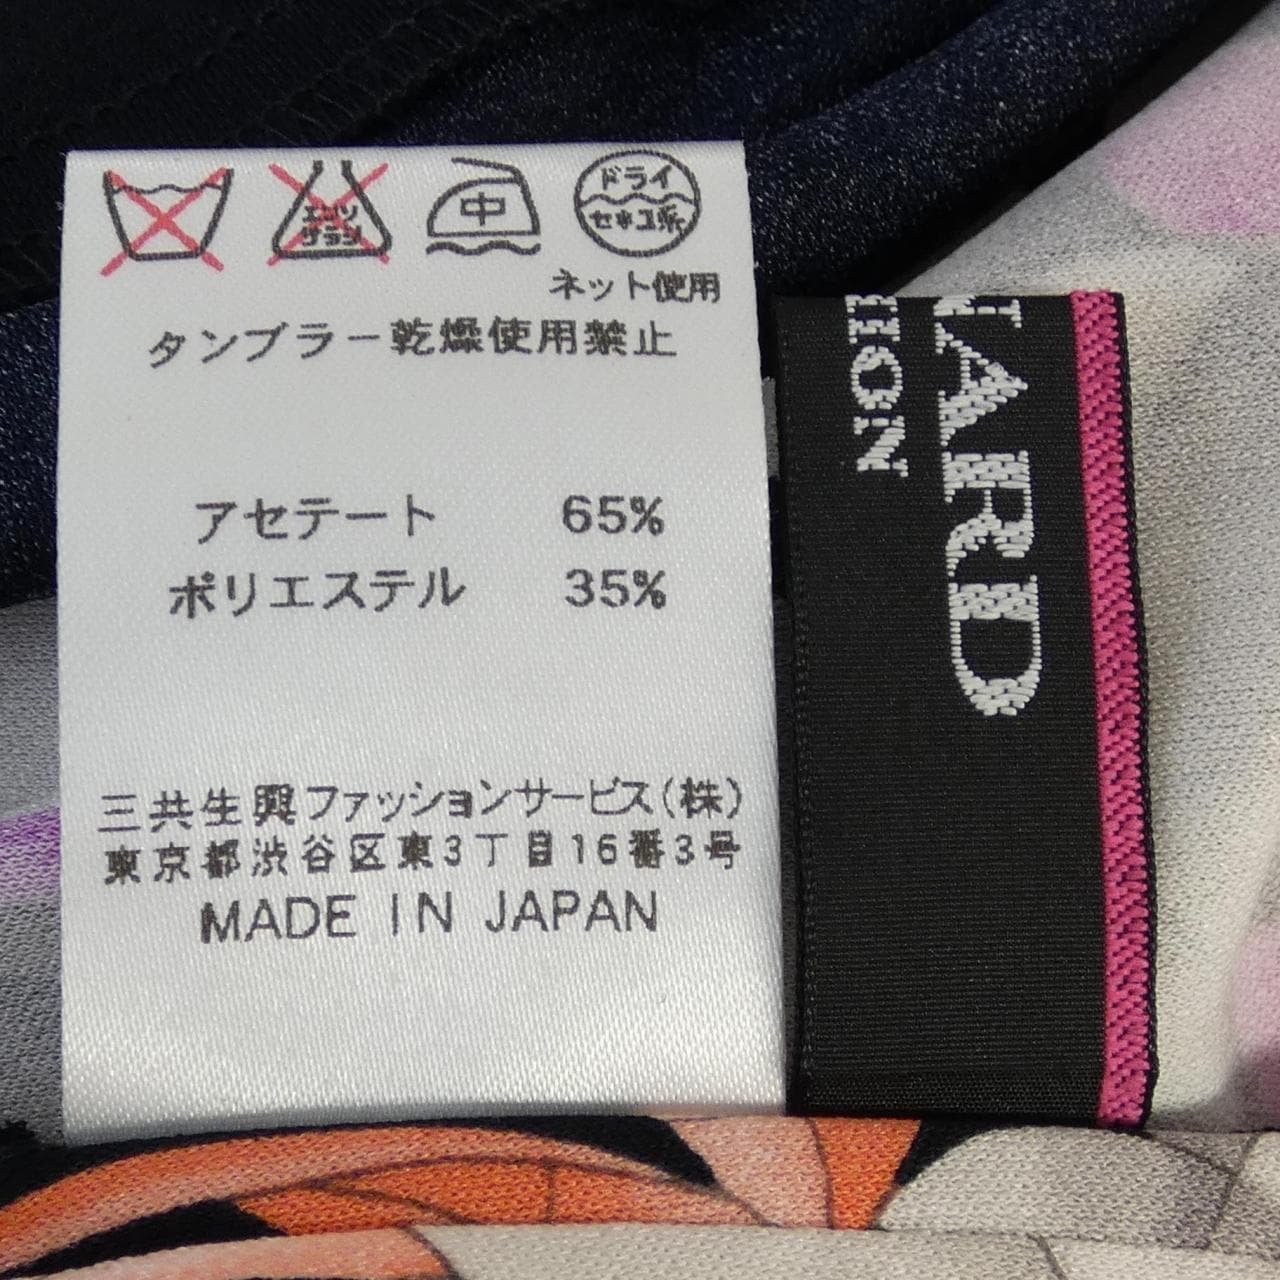 エンソ
サラシ
中
ドライ
セキユ系
ネット使用
タンブラー乾燥使用禁止
アセテート 65%
ポリエステル 35%
三共生興ファッションサービス(株)
東京都渋谷区東3丁目16番3号
MADE IN JAPAN
NARD
HION